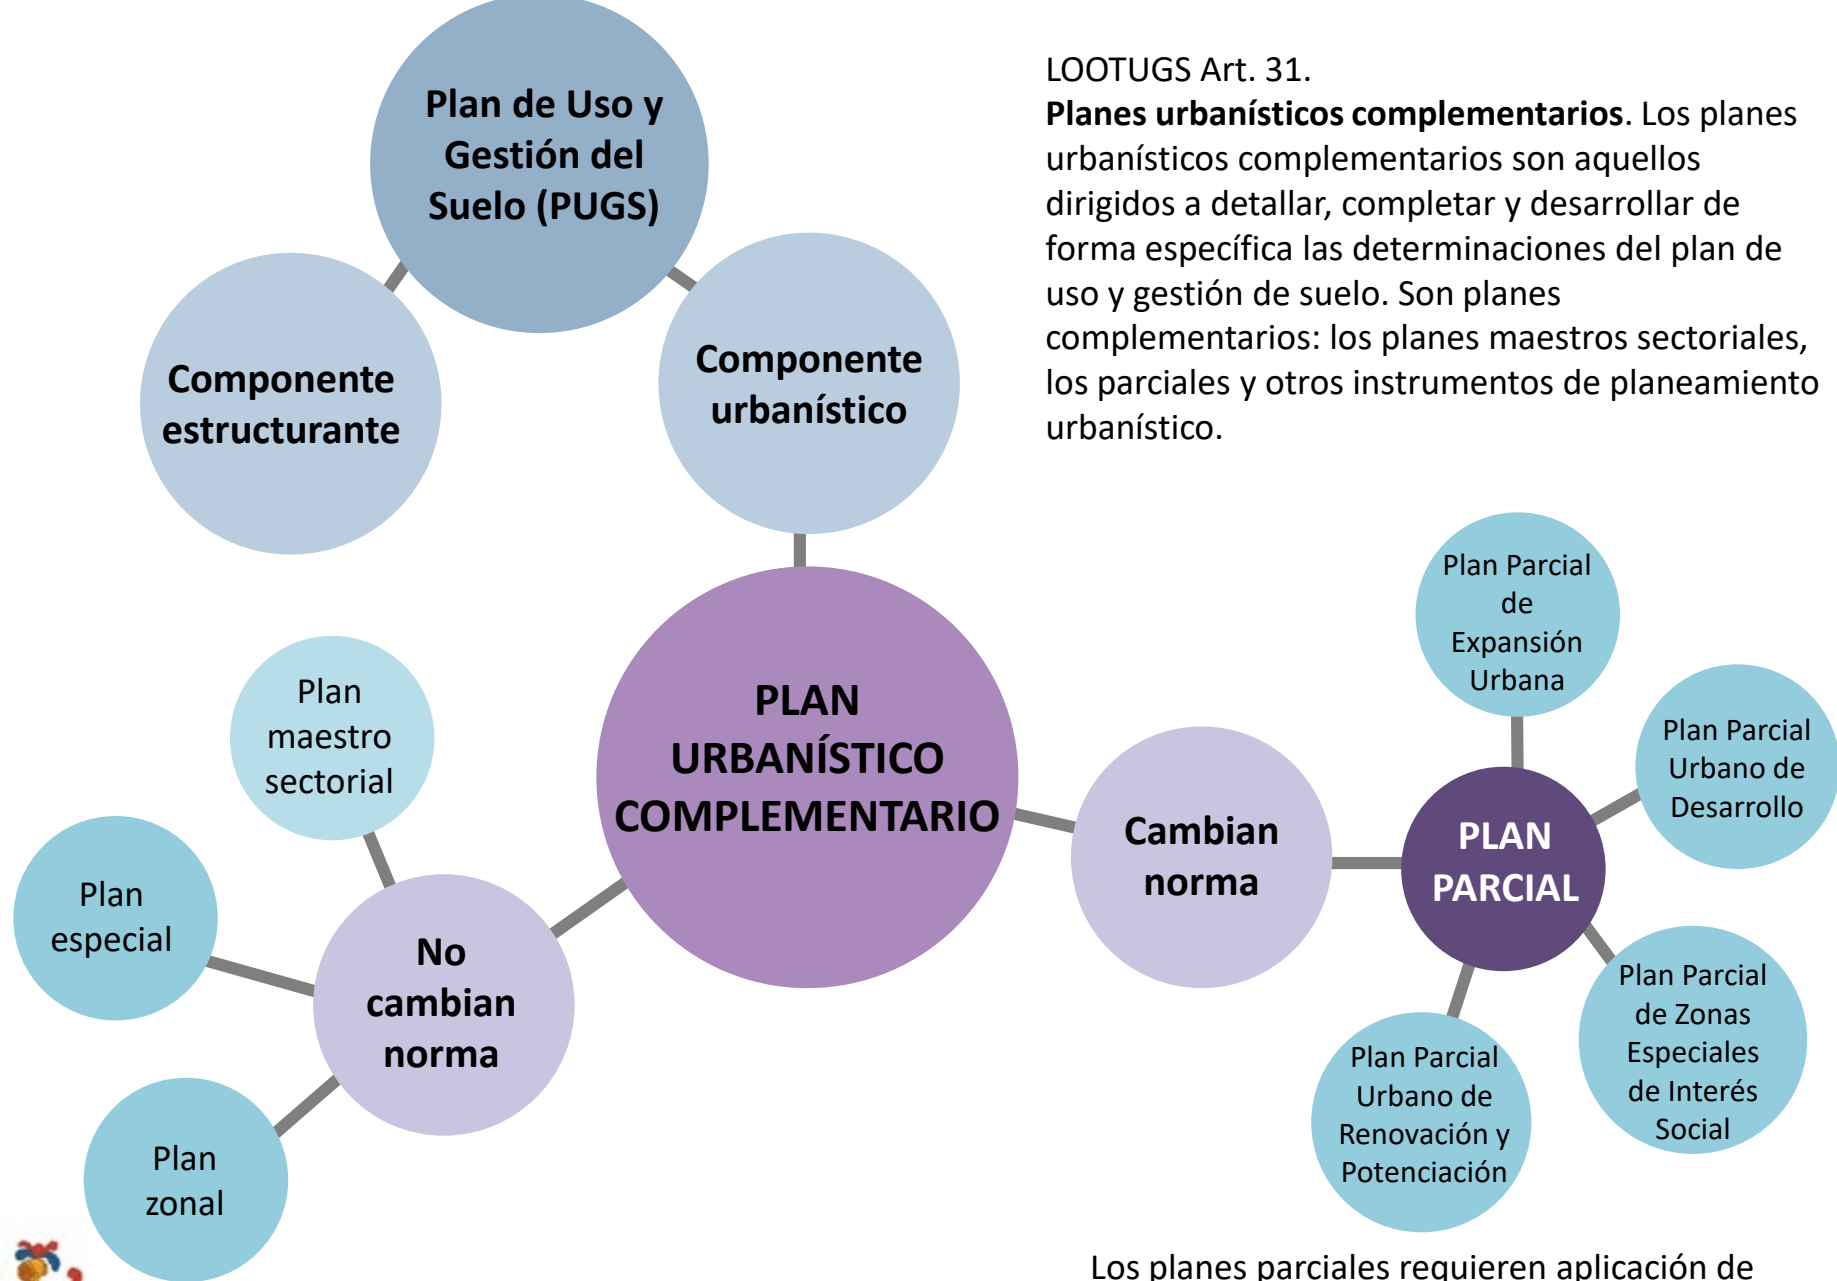 Plan de Uso y
Gestión del
Suelo (PUGS)
Componente
estructurante
Componente
urbanístico
LOOTUGS Art. 31.
Planes urbanísticos complementarios. Los planes
urbanísticos complementarios son aquellos
dirigidos a detallar, completar y desarrollar de
forma específica las determinaciones del plan de
uso y gestión de suelo. Son planes
complementarios: los planes maestros sectoriales,
los parciales y otros instrumentos de planeamiento
urbanístico.
PLAN
URBANÍSTICO
COMPLEMENTARIO
Plan
maestro
sectorial
Plan
especial
No
cambian
norma
Plan
zonal
Cambian
norma
PLAN
PARCIAL
Plan Parcial
de
Expansión
Urbana
Plan Parcial
Urbano de
Desarrollo
Plan Parcial
de Zonas
Especiales
de Interés
Social
Plan Parcial
Urbano de
Renovación y
Potenciación
Los planes parciales requieren aplicación de